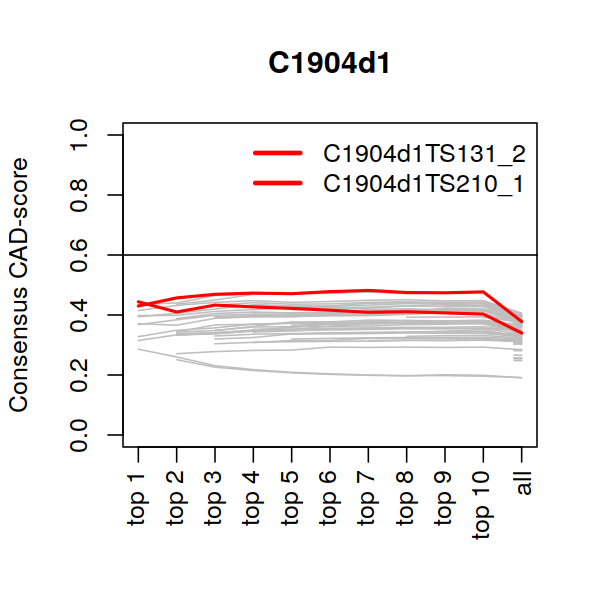 C1904d1
Consensus CAD-score
1.0
0.8
0.6
0.4
0.2
0.0
C1904d1TS131_2
C1904d1TS210_1
top 1
top 2
top 3
top 4
top 5
top 6
top 7
top 8
top 9
top 10
all